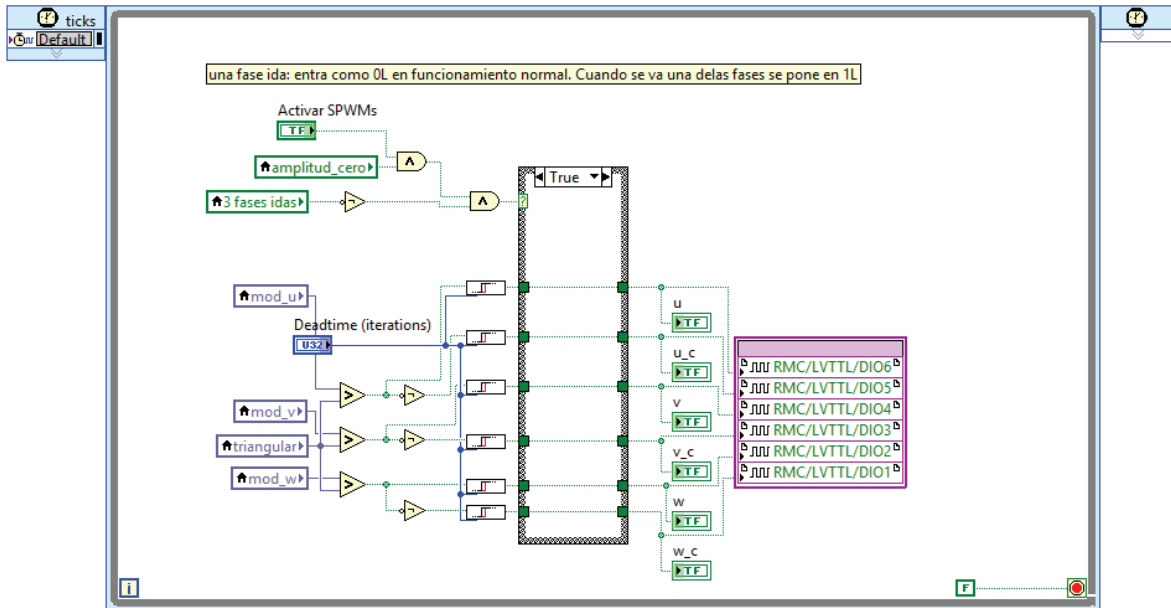 ticks
Default
una fase ida: entra como 0L en funcionamiento normal. Cuando se va una delas fases se pone en 1L
Activar SPWMs
TF
amplitud_cero
3 fases idas
True
?
mod_u
Deadtime (iterations)
U32
mod_v
triangular
mod_w
u
TF
u_c
TF
v
TF
v_c
TF
w
TF
w_c
TF
RMC/LVTTL/DIO6
RMC/LVTTL/DIO5
RMC/LVTTL/DIO4
RMC/LVTTL/DIO3
RMC/LVTTL/DIO2
RMC/LVTTL/DIO1
i
F